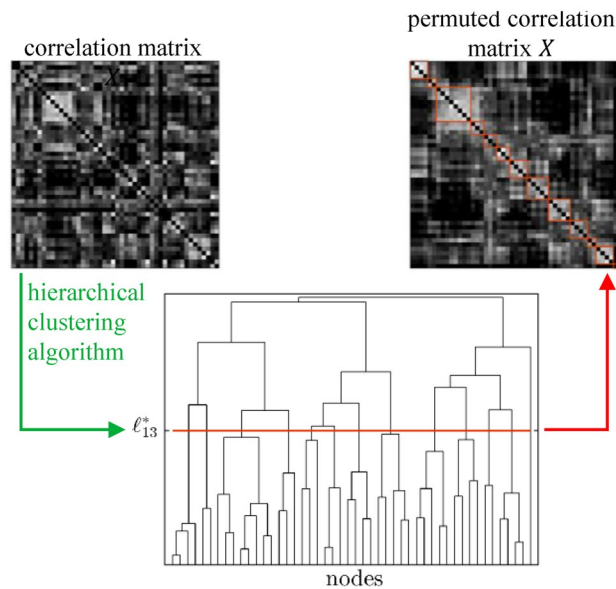 correlation matrix
X
permuted correlation
matrix X
hierarchical
clustering
algorithm
ℓ*₁₃
nodes